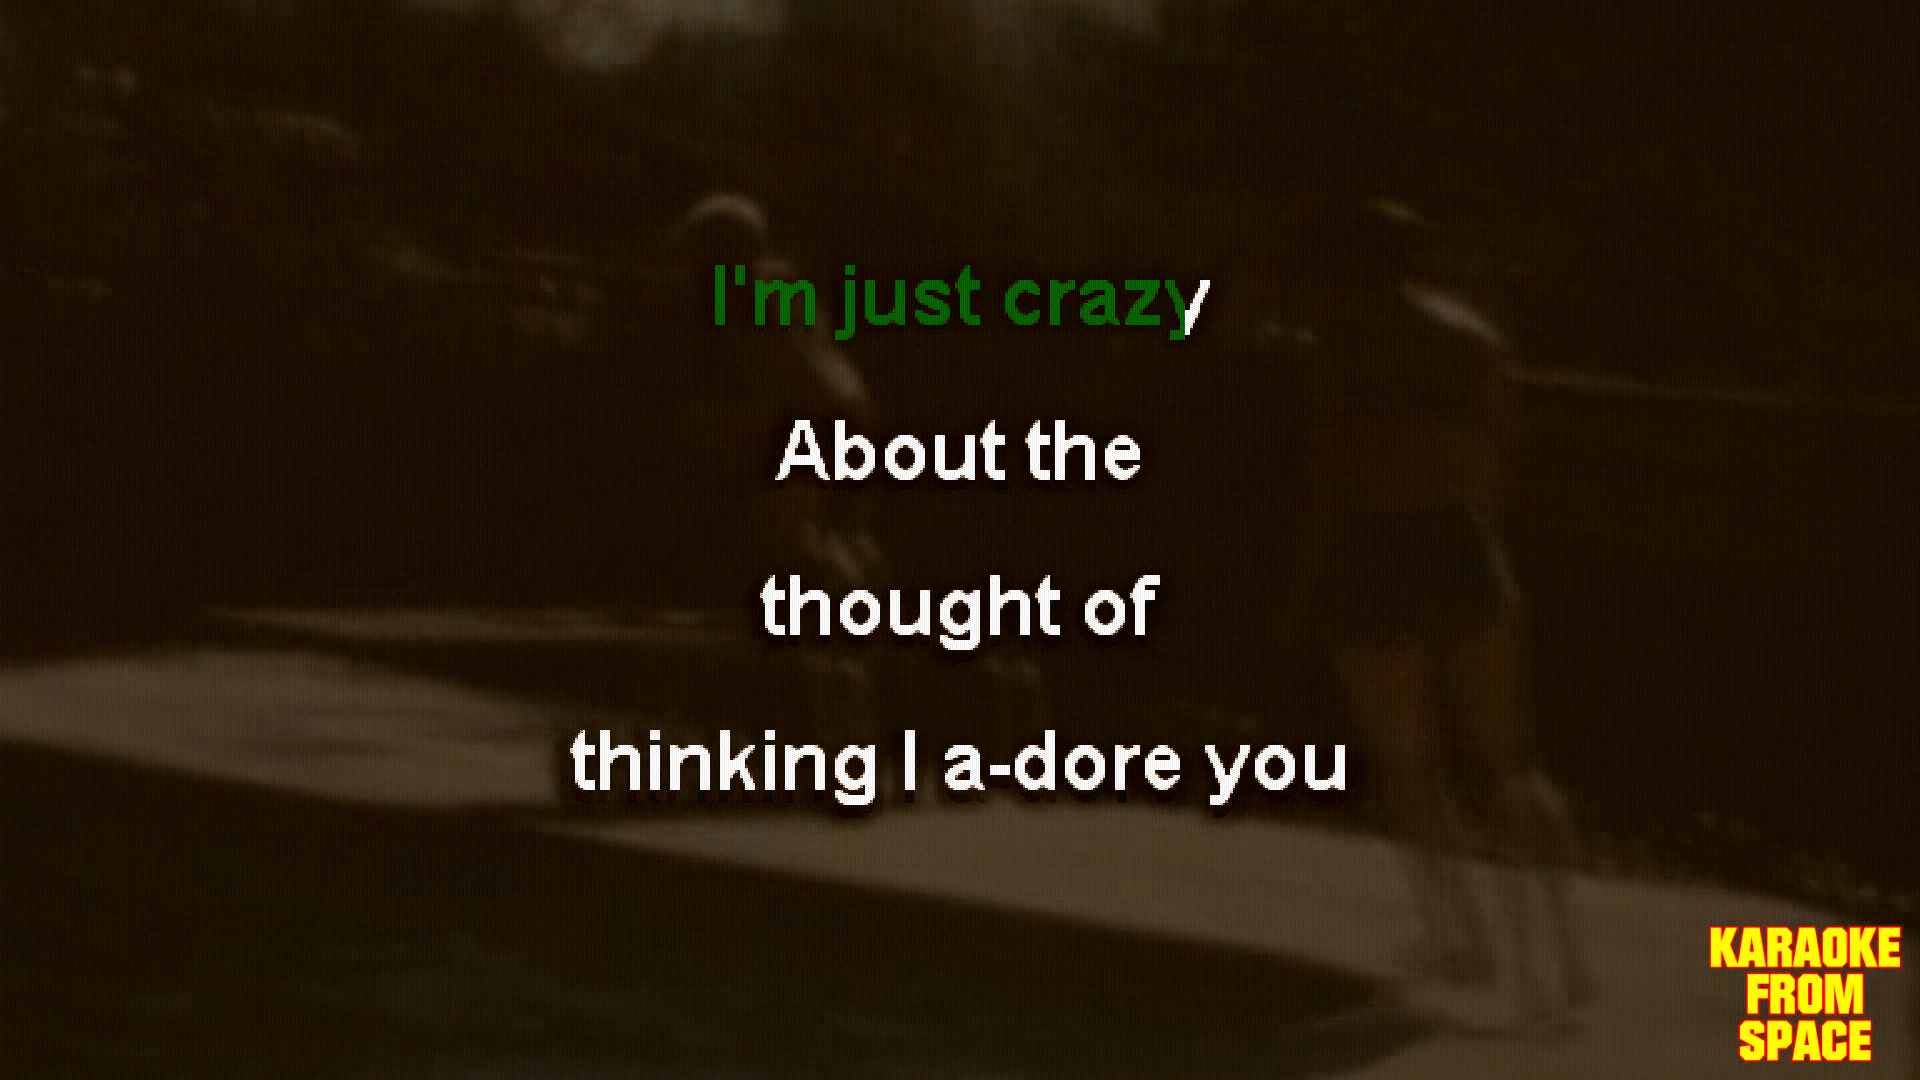 I'm just crazy
About the
thought of
thinking I a-dore you
KARAOKE
FROM
SPACE